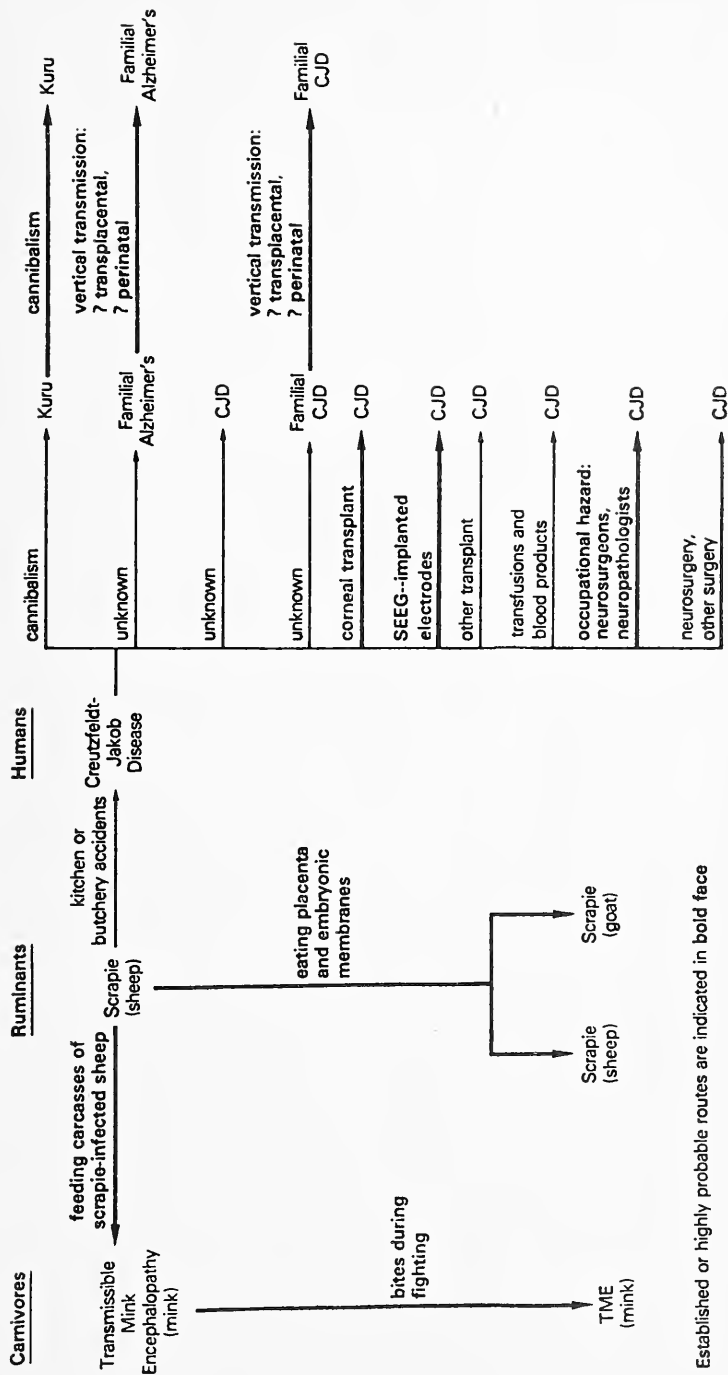 Carnivores
Ruminants
Humans
Transmissible
Mink
Encephalopathy
(mink)
feeding carcasses of
scrapie-infected sheep
Scrapie
(sheep)
kitchen or
butchery accidents
Creutzfeldt-
Jakob
Disease
bites during
fighting
TME
(mink)
eating placenta
and embryonic
membranes
Scrapie
(sheep)
Scrapie
(goat)
cannibalism
Kuru
cannibalism
Kuru
unknown
Familial
Alzheimer's
vertical transmission:
? transplacental,
? perinatal
Familial
Alzheimer's
unknown
CJD
unknown
Familial
CJD
vertical transmission:
? transplacental,
? perinatal
Familial
CJD
corneal transplant
CJD
SEEG--implanted
electrodes
CJD
other transplant
CJD
transfusions and
blood products
CJD
occupational hazard:
neurosurgeons,
neuropathologists
CJD
neurosurgery,
other surgery
CJD
Established or highly probable routes are indicated in bold face